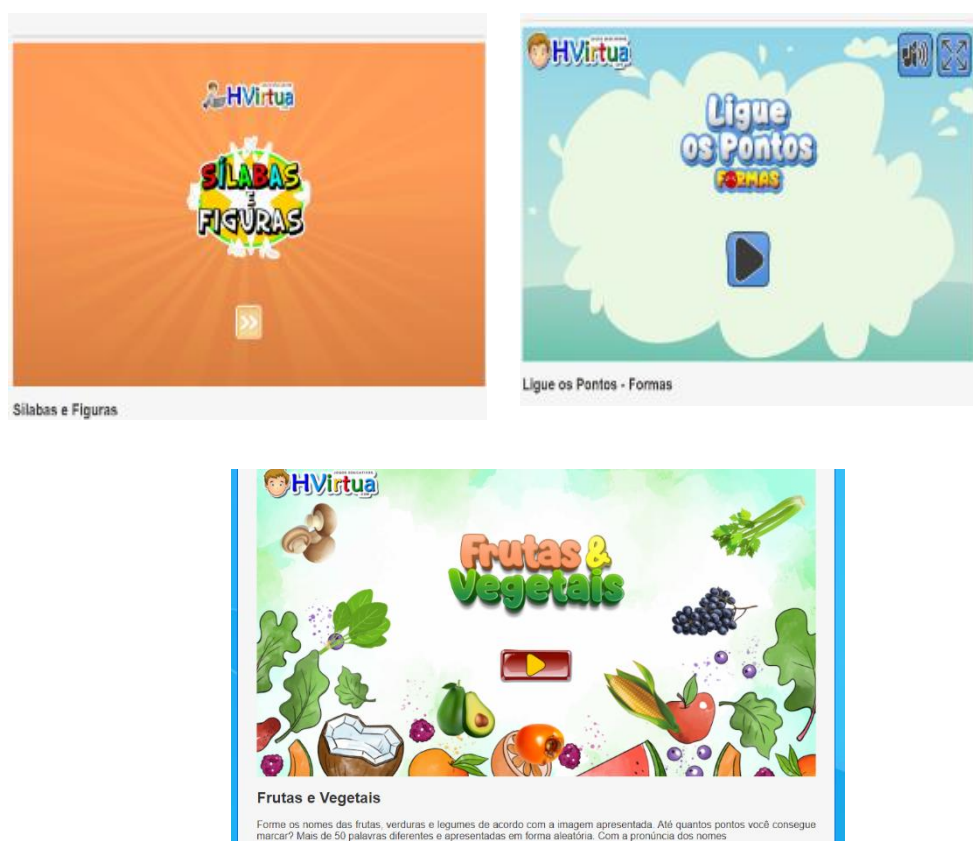 HVirtua
SÍLABAS
E
FIGURAS
Sílabas e Figuras
HVirtua
Ligue
os Pontos
FORMAS
Ligue os Pontos - Formas
JOGOS EDUCATIVOS
HVirtua
Frutas &
Vegetais
Frutas e Vegetais
Forme os nomes das frutas, verduras e legumes de acordo com a imagem apresentada. Até quantos pontos você consegue
marcar? Mais de 50 palavras diferentes e apresentadas em forma aleatória. Com a pronúncia dos nomes